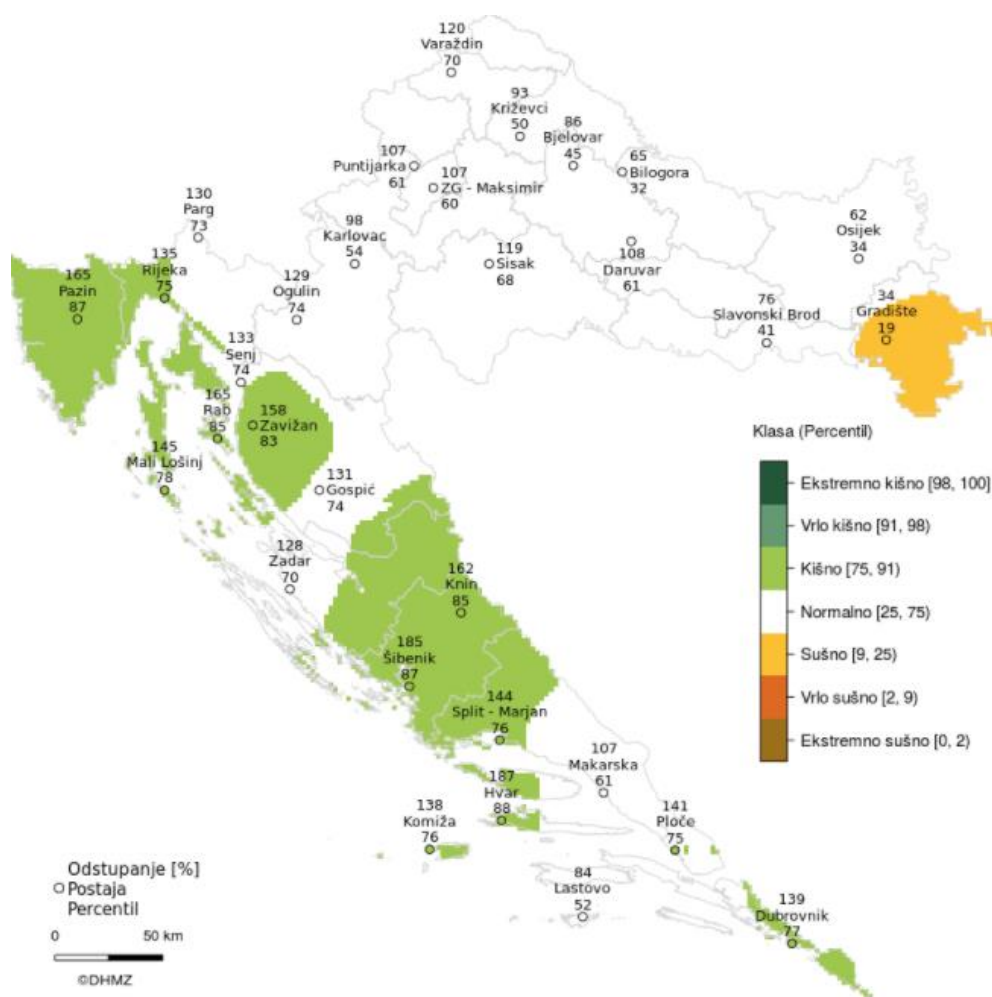 120
Varaždin
70
93
Križevci
50
86
Bjelovar
45
107
Puntijarka
61
107
ZG - Maksimir
60
65
Bilogora
32
130
Parg
73
98
Karlovac
54
119
Sisak
68
108
Daruvar
61
62
Osijek
34
165
Pazin
87
135
Rijeka
75
129
Ogulin
74
76
Slavonski Brod
41
34
Gradište
19
133
Senj
74
165
Rab
85
158
Zavižan
83
145
Mali Lošinj
78
131
Gospić
74
128
Zadar
70
162
Knin
85
185
Šibenik
87
144
Split - Marjan
76
107
Makarska
61
187
Hvar
88
138
Komiža
76
141
Ploče
75
84
Lastovo
52
139
Dubrovnik
77
Klasa (Percentil)
Ekstremno kišno [98, 100]
Vrlo kišno [91, 98)
Kišno [75, 91)
Normalno [25, 75)
Sušno [9, 25)
Vrlo sušno [2, 9)
Ekstremno sušno [0, 2)
Odstupanje [%]
Postaja
Percentil
0 50 km
©DHMZ